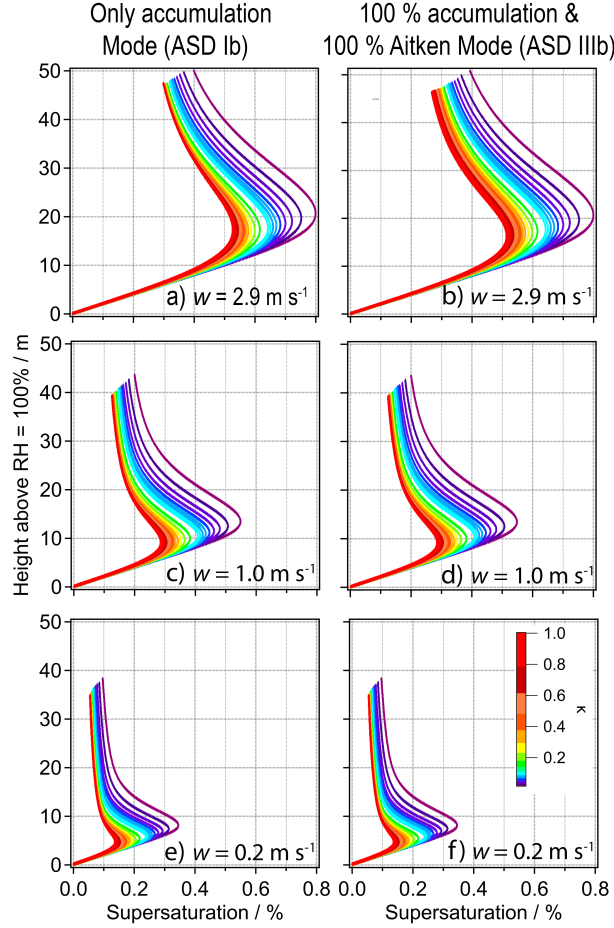 Only accumulation
Mode (ASD Ib)
100 % accumulation &
100 % Aitken Mode (ASD IIIb)
50
40
30
20
10
0
a) w = 2.9 m s⁻¹
b) w = 2.9 m s⁻¹
Height above RH = 100% / m
50
40
30
20
10
0
c) w = 1.0 m s⁻¹
d) w = 1.0 m s⁻¹
50
40
30
20
10
0
e) w = 0.2 m s⁻¹
f) w = 0.2 m s⁻¹
1.0
0.8
0.6
0.4
0.2
κ
0.0 0.2 0.4 0.6 0.8
0.0 0.2 0.4 0.6 0.8
Supersaturation / %
Supersaturation / %